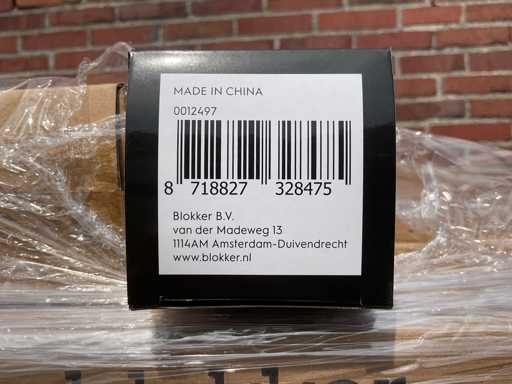 MADE IN CHINA
0012497
8 718827 328475
Blokker B.V.
van der Madeweg 13
1114AM Amsterdam-Duivendrecht
www.blokker.nl